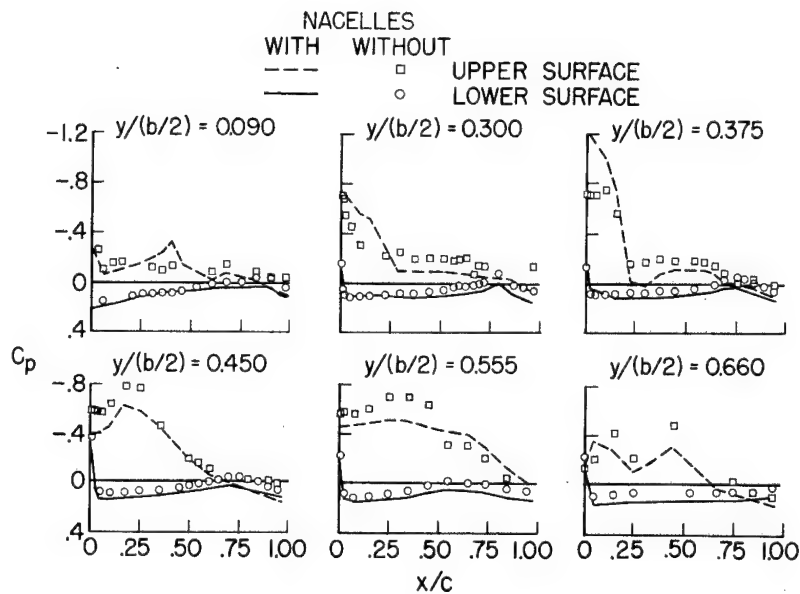 NACELLES
WITH WITHOUT
UPPER SURFACE
LOWER SURFACE
y/(b/2) = 0.090
y/(b/2) = 0.300
y/(b/2) = 0.375
-1.2
-.8
-.4
0
.4
Cp
y/(b/2) = 0.450
y/(b/2) = 0.555
y/(b/2) = 0.660
-.8
-.4
0
.4
0 .25 .50 .75 1.00
0 .25 .50 .75 1.00
0 .25 .50 .75 1.00
x/c